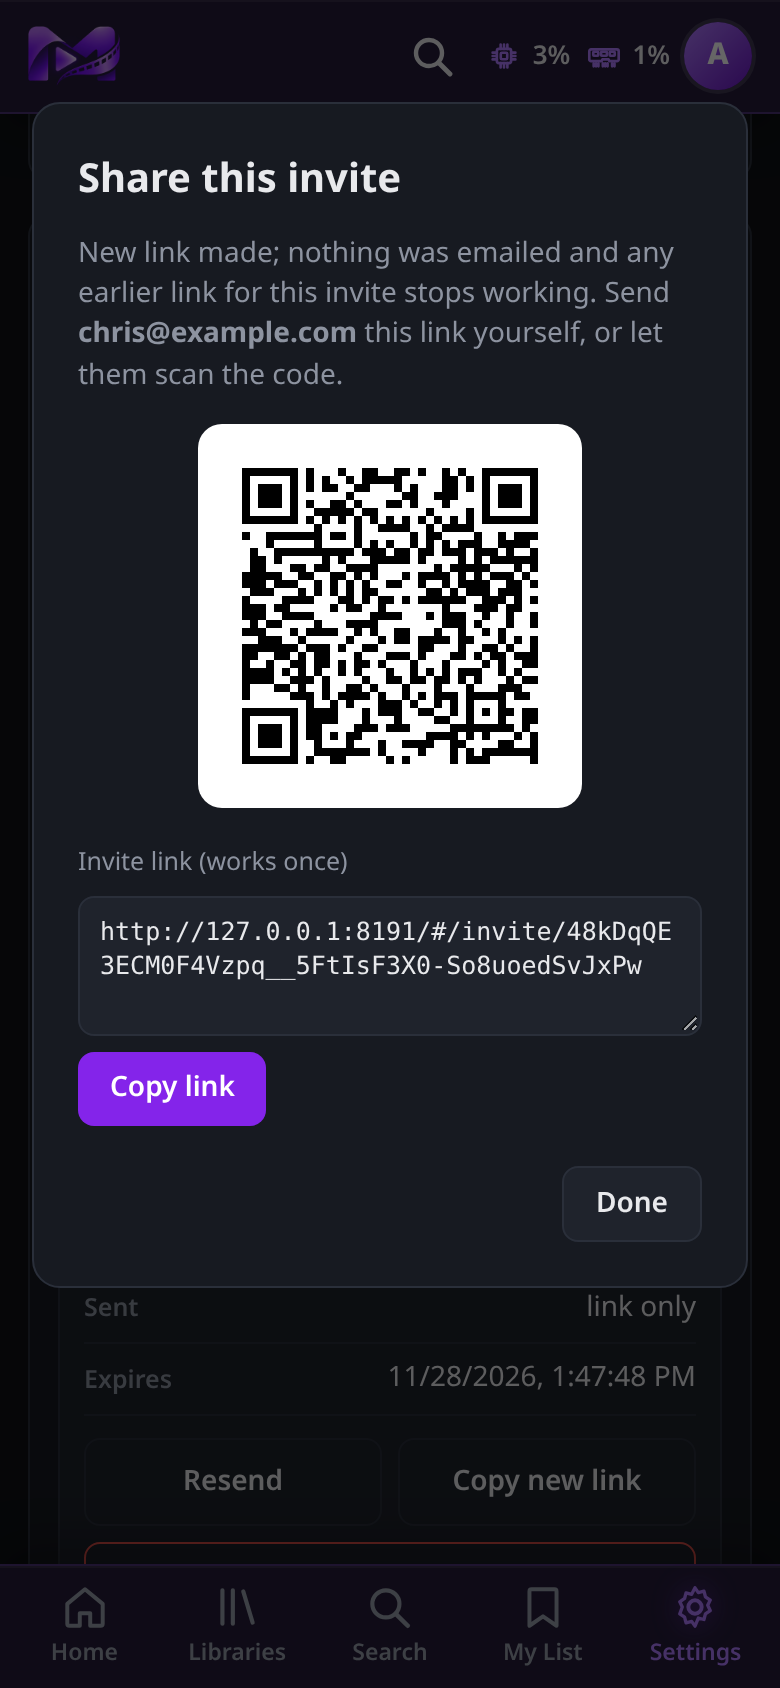 3%
1%
A
Share this invite
New link made; nothing was emailed and any
earlier link for this invite stops working. Send
chris@example.com this link yourself, or let
them scan the code.
Invite link (works once)
http://127.0.0.1:8191/#/invite/48kDqQE
3ECM0F4Vzpq__5FtIsF3X0-So8uoedSvJxPw
Copy link
Done
Sent link only
Expires 11/28/2026, 1:47:48 PM
Resend Copy new link
Home Libraries Search My List Settings